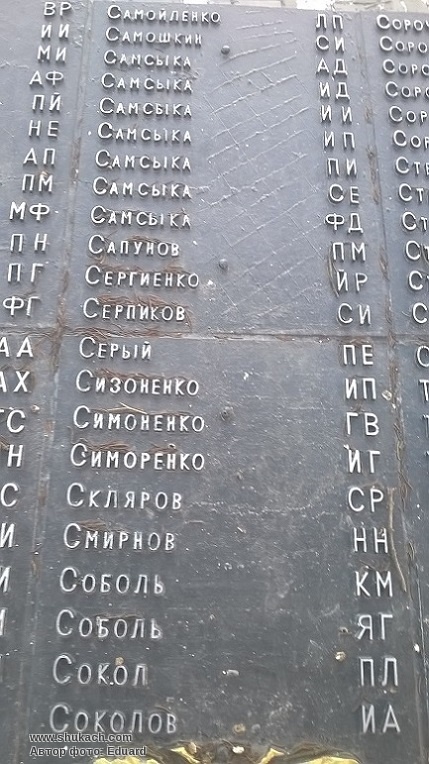 ВР
ИИ
МИ
АФ
ПЙ
НЕ
АП
ПМ
МФ
ПН
ПГ
ФГ
АА
АХ
Самойленко ЛП
Самошкин СИ
Самсыка АД
Самсыка ИД
Самсыка ИИ
Самсыка ИП
Самсыка ПИ
Самсыка СЕ
Самсыка ФД
Сапунов ПМ
Сергиенко ЙР
Серпиков СИ
Серый ПЕ
Сизоненко ИП
Симоненко ГВ
Симоренко ИГ
Скляров СР
Смирнов НН
Соболь КМ
Соболь ЯГ
Сокол ПЛ
Соколов ИА
www.shukach.com
Автор фото: Eduard